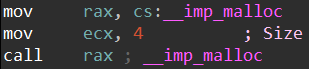 mov rax, cs:__imp_malloc
mov ecx, 4 ; Size
call rax ; __imp_malloc